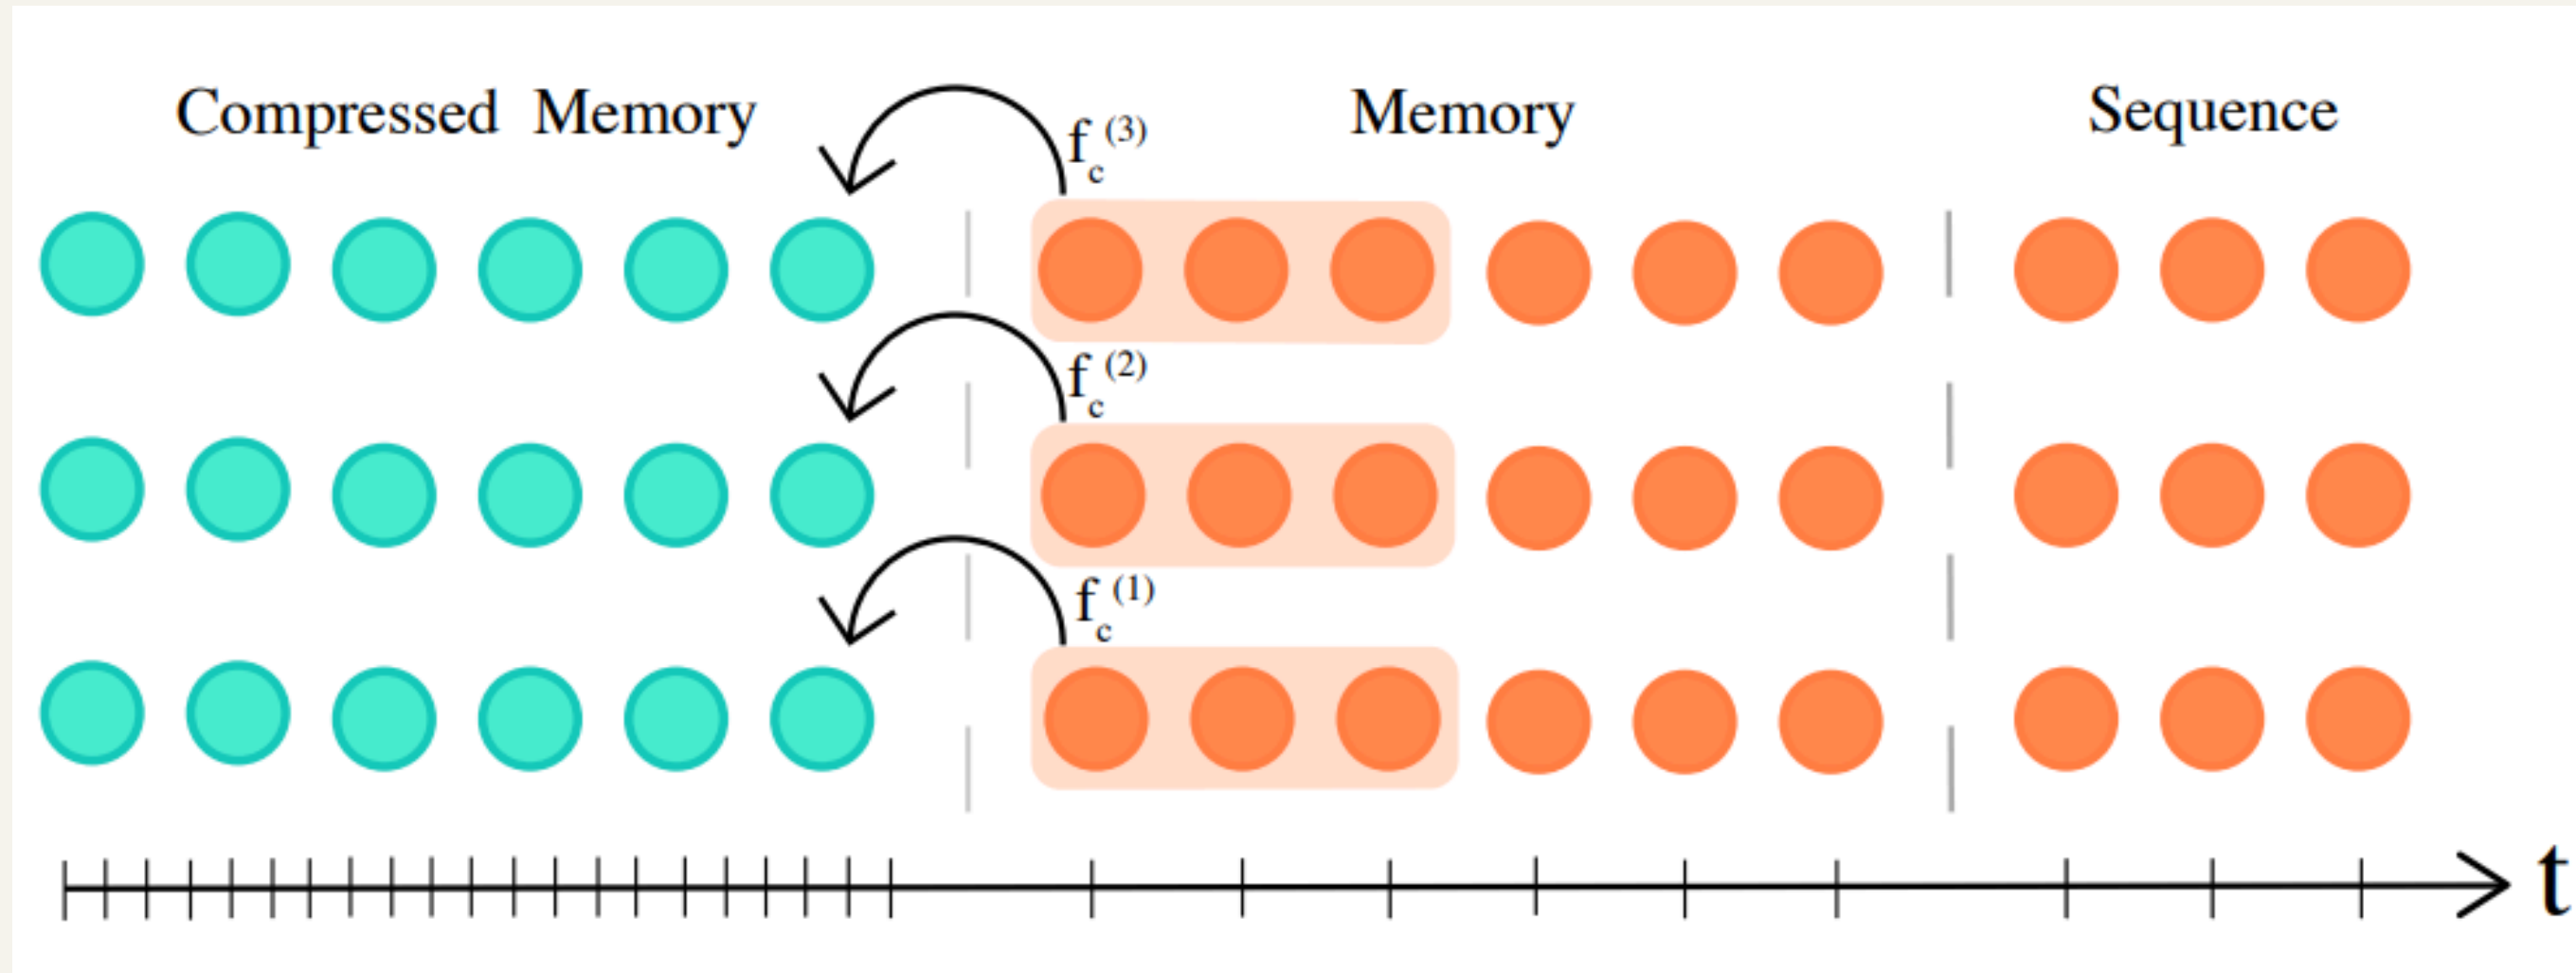 Compressed Memory
Memory
Sequence
f_c^(3)
f_c^(2)
f_c^(1)
t